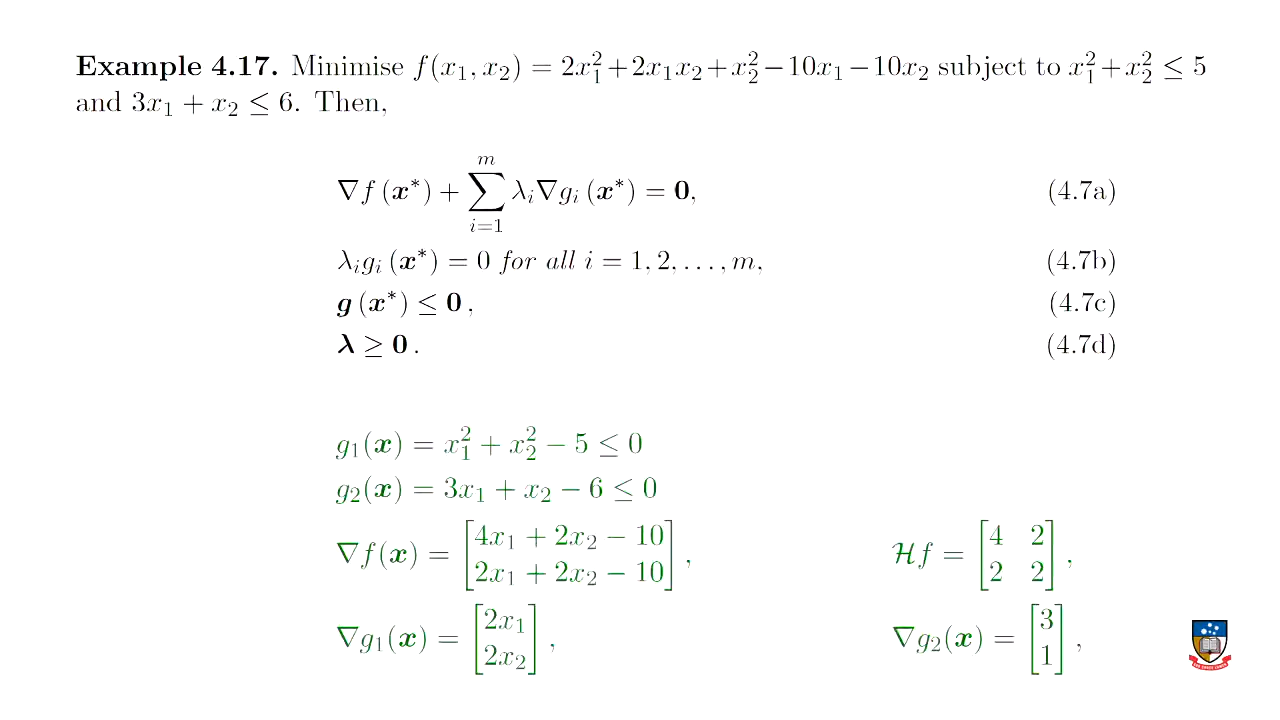 Example 4.17. Minimise f(x₁, x₂) = 2x₁² + 2x₁x₂ + x₂² − 10x₁ − 10x₂ subject to x₁² + x₂² ≤ 5
and 3x₁ + x₂ ≤ 6. Then,
∇f (x*) + ∑_{i=1}^{m} λᵢ∇gᵢ (x*) = 0, (4.7a)
λᵢgᵢ (x*) = 0 for all i = 1, 2, . . . , m, (4.7b)
g (x*) ≤ 0 , (4.7c)
λ ≥ 0 . (4.7d)
g₁(x) = x₁² + x₂² − 5 ≤ 0
g₂(x) = 3x₁ + x₂ − 6 ≤ 0
∇f(x) = [4x₁ + 2x₂ − 10; 2x₁ + 2x₂ − 10] , ℋf = [4 2; 2 2] ,
∇g₁(x) = [2x₁; 2x₂] , ∇g₂(x) = [3; 1] ,